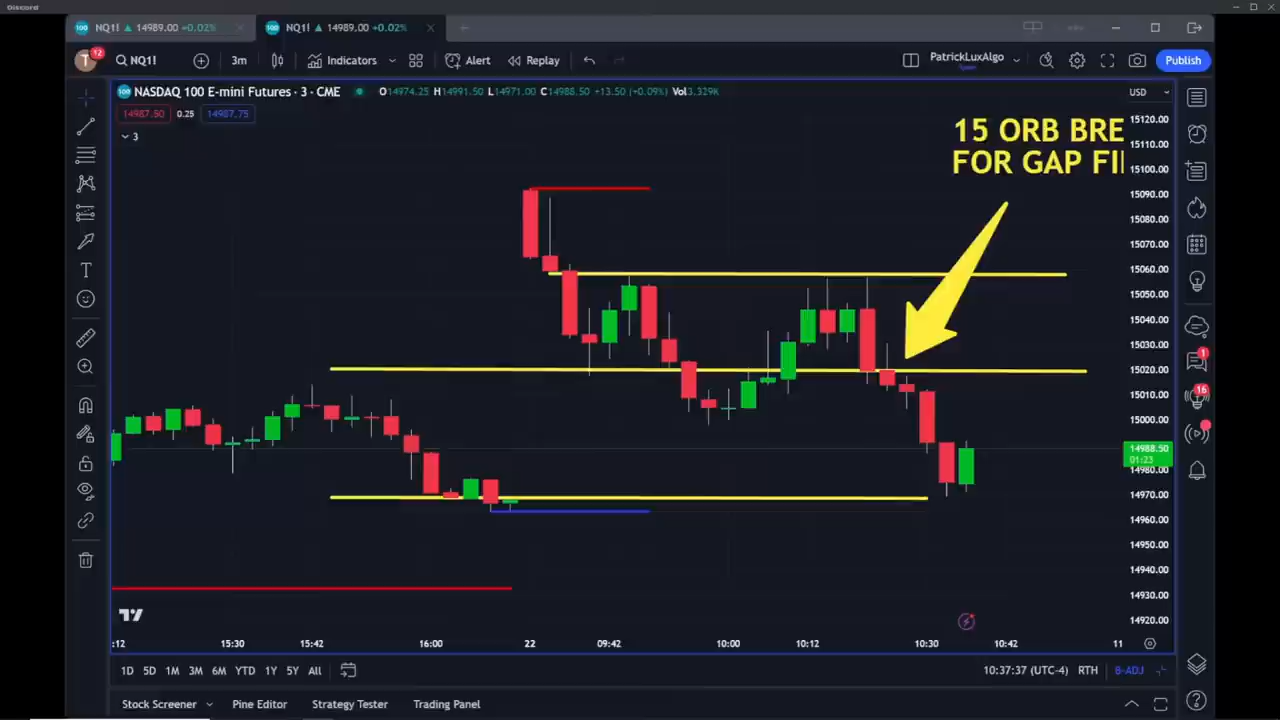 Discord
NQ1! ▲ 14989.00 +0.02%
NQ1! ▲ 14989.00 +0.02%
T 12 NQ1! 3m Indicators Alert Replay PatrickLuxAlgo Publish
NASDAQ 100 E-mini Futures · 3 · CME O14974.25 H14991.50 L14971.00 C14988.50 +13.50 (+0.09%) Vol3.329K
USD
14987.50 0.25 14987.75
3
15 ORB BRE
FOR GAP FI
15120.00
15110.00
15100.00
15090.00
15080.00
15070.00
15060.00
15050.00
15040.00
15030.00
15020.00
15010.00
15000.00
14988.50
01:23
14980.00
14970.00
14960.00
14950.00
14940.00
14930.00
14920.00
1
16
:12 15:30 15:42 16:00 22 09:42 10:00 10:12 10:30 10:42 11
1D 5D 1M 3M 6M YTD 1Y 5Y All 10:37:37 (UTC-4) RTH B-ADJ
Stock Screener Pine Editor Strategy Tester Trading Panel